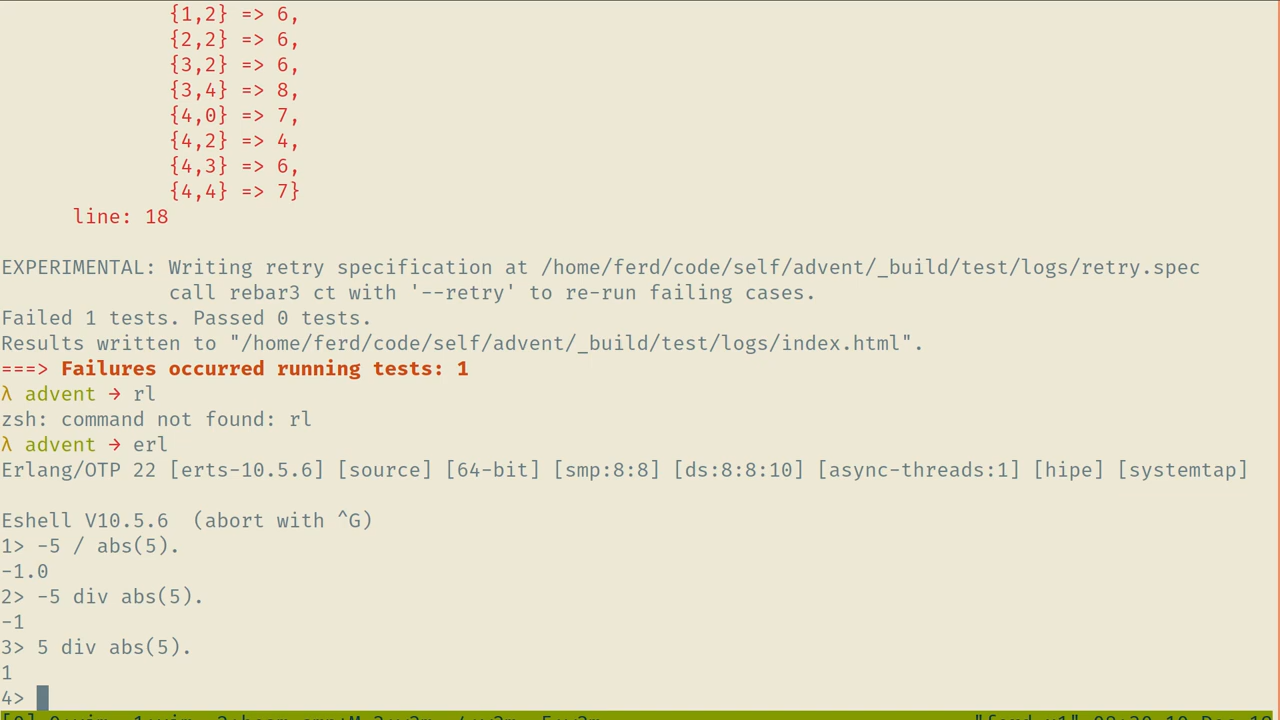 {1,2} => 6,
{2,2} => 6,
{3,2} => 6,
{3,4} => 8,
{4,0} => 7,
{4,2} => 4,
{4,3} => 6,
{4,4} => 7}
line: 18
EXPERIMENTAL: Writing retry specification at /home/ferd/code/self/advent/_build/test/logs/retry.spec
call rebar3 ct with '--retry' to re-run failing cases.
Failed 1 tests. Passed 0 tests.
Results written to "/home/ferd/code/self/advent/_build/test/logs/index.html".
===> Failures occurred running tests: 1
λ advent → rl
zsh: command not found: rl
λ advent → erl
Erlang/OTP 22 [erts-10.5.6] [source] [64-bit] [smp:8:8] [ds:8:8:10] [async-threads:1] [hipe] [systemtap]
Eshell V10.5.6  (abort with ^G)
1> -5 / abs(5).
-1.0
2> -5 div abs(5).
-1
3> 5 div abs(5).
1
4>